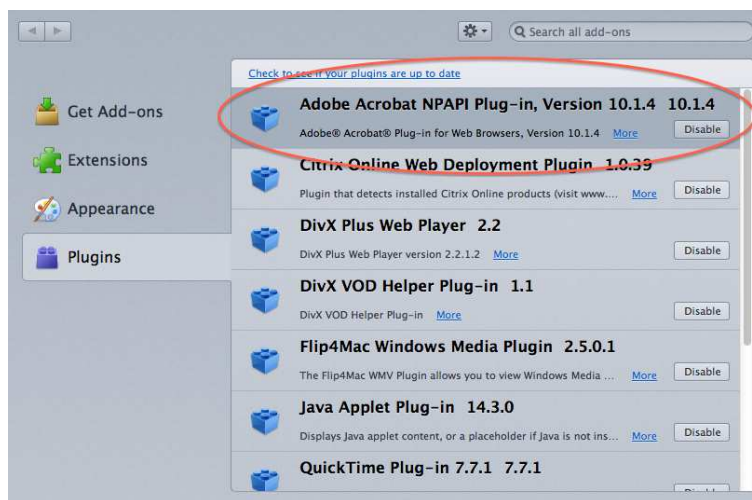 Search all add-ons
Check to see if your plugins are up to date
Get Add-ons
Extensions
Appearance
Plugins
Adobe Acrobat NPAPI Plug-in, Version 10.1.4 10.1.4
Adobe® Acrobat® Plug-in for Web Browsers, Version 10.1.4 More
Disable
Citrix Online Web Deployment Plugin 1.0.39
Plugin that detects installed Citrix Online products (visit www.... More
Disable
DivX Plus Web Player 2.2
DivX Plus Web Player version 2.2.1.2 More
Disable
DivX VOD Helper Plug-in 1.1
DivX VOD Helper Plug-in More
Disable
Flip4Mac Windows Media Plugin 2.5.0.1
The Flip4Mac WMV Plugin allows you to view Windows Media ... More
Disable
Java Applet Plug-in 14.3.0
Displays Java applet content, or a placeholder if Java is not ins... More
Disable
QuickTime Plug-in 7.7.1 7.7.1